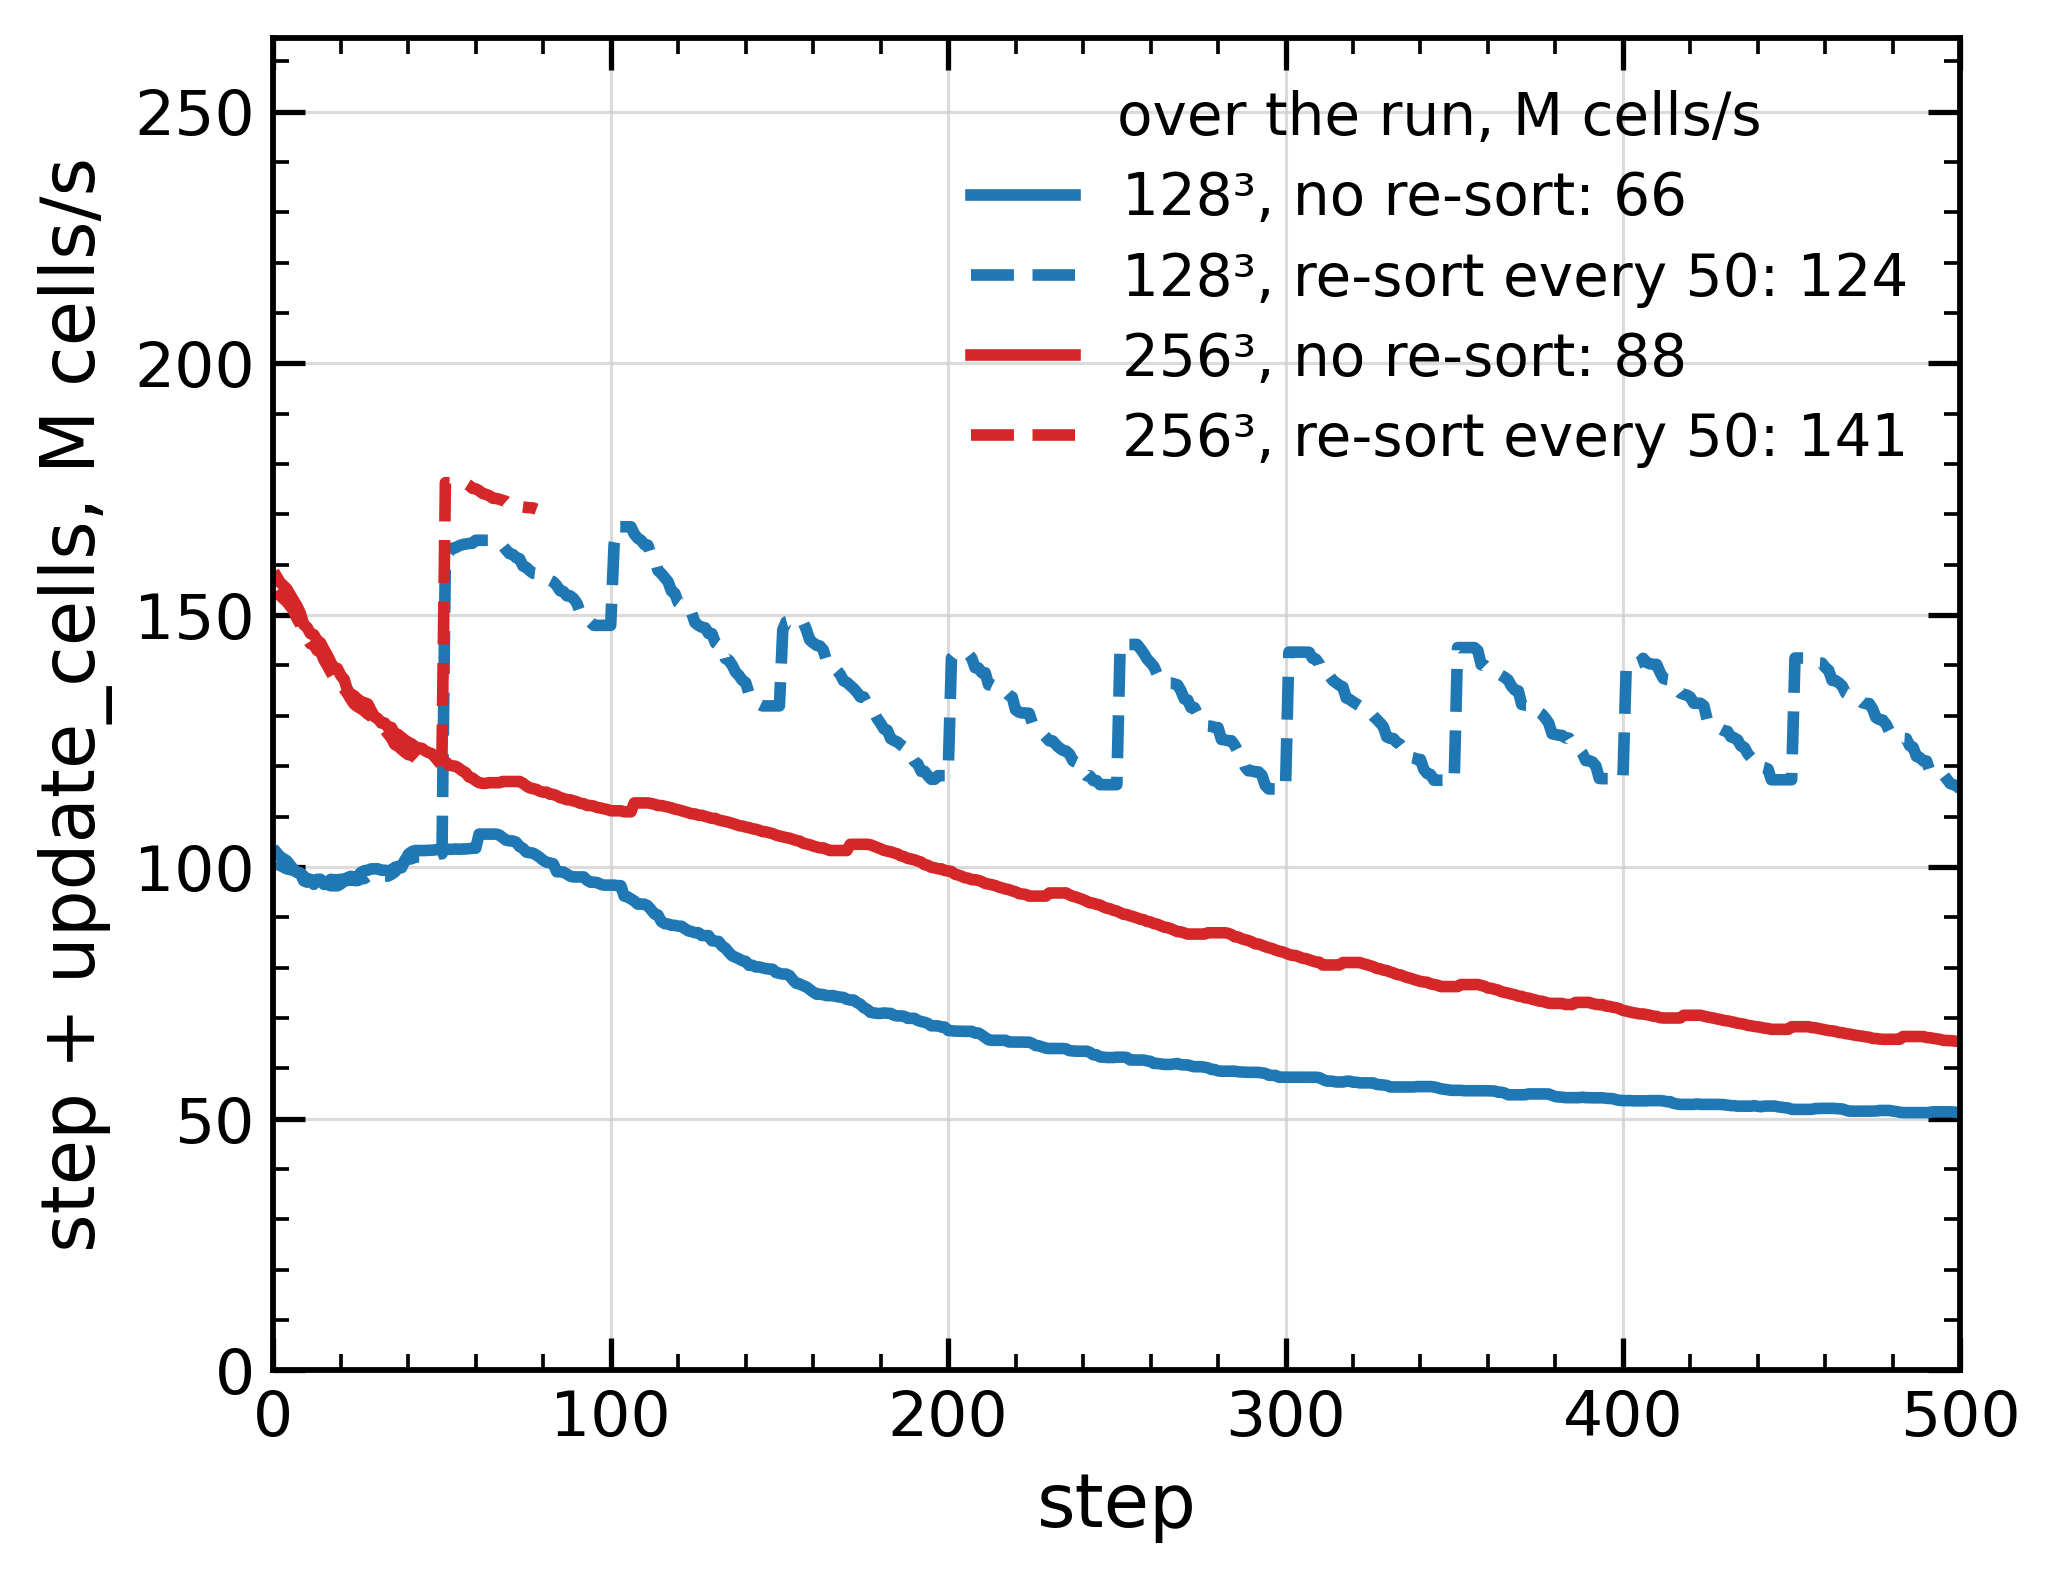 over the run, M cells/s
128³, no re-sort: 66
128³, re-sort every 50: 124
256³, no re-sort: 88
256³, re-sort every 50: 141
step + update_cells, M cells/s
250
200
150
100
50
0
0 100 200 300 400 500
step